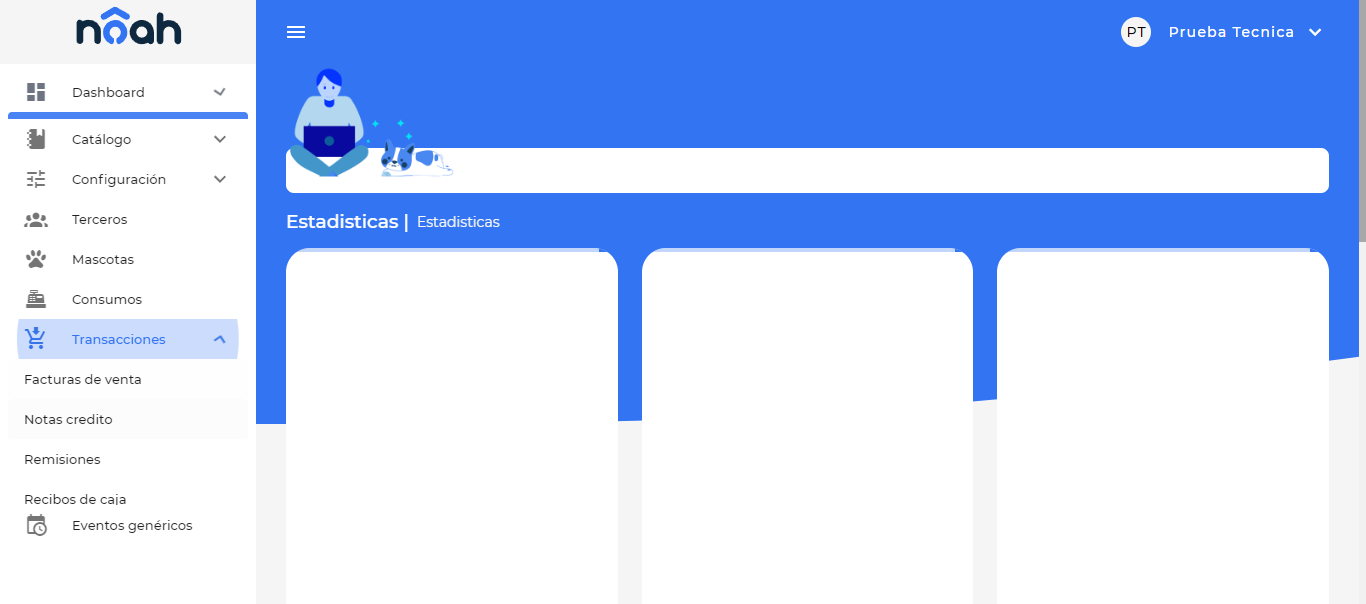 nôah
PT
Prueba Tecnica
Dashboard
Catálogo
Configuración
Terceros
Mascotas
Consumos
Transacciones
Facturas de venta
Notas credito
Remisiones
Recibos de caja
Eventos genéricos
Estadisticas | Estadisticas